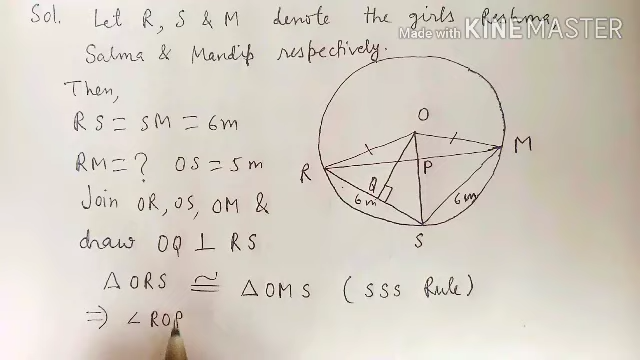 Sol. Let R, S & M denote the girls Reshma,
Made with KINEMASTER
Salma & Mandip respectively.
Then,
RS = SM = 6m
RM = ? OS = 5m
Join OR, OS, OM &
draw OQ ⊥ RS
△ ORS ≅ △ OMS (SSS Rule)
⇒ ∠ ROP
O
M
P
R
Q
6m
6m
S